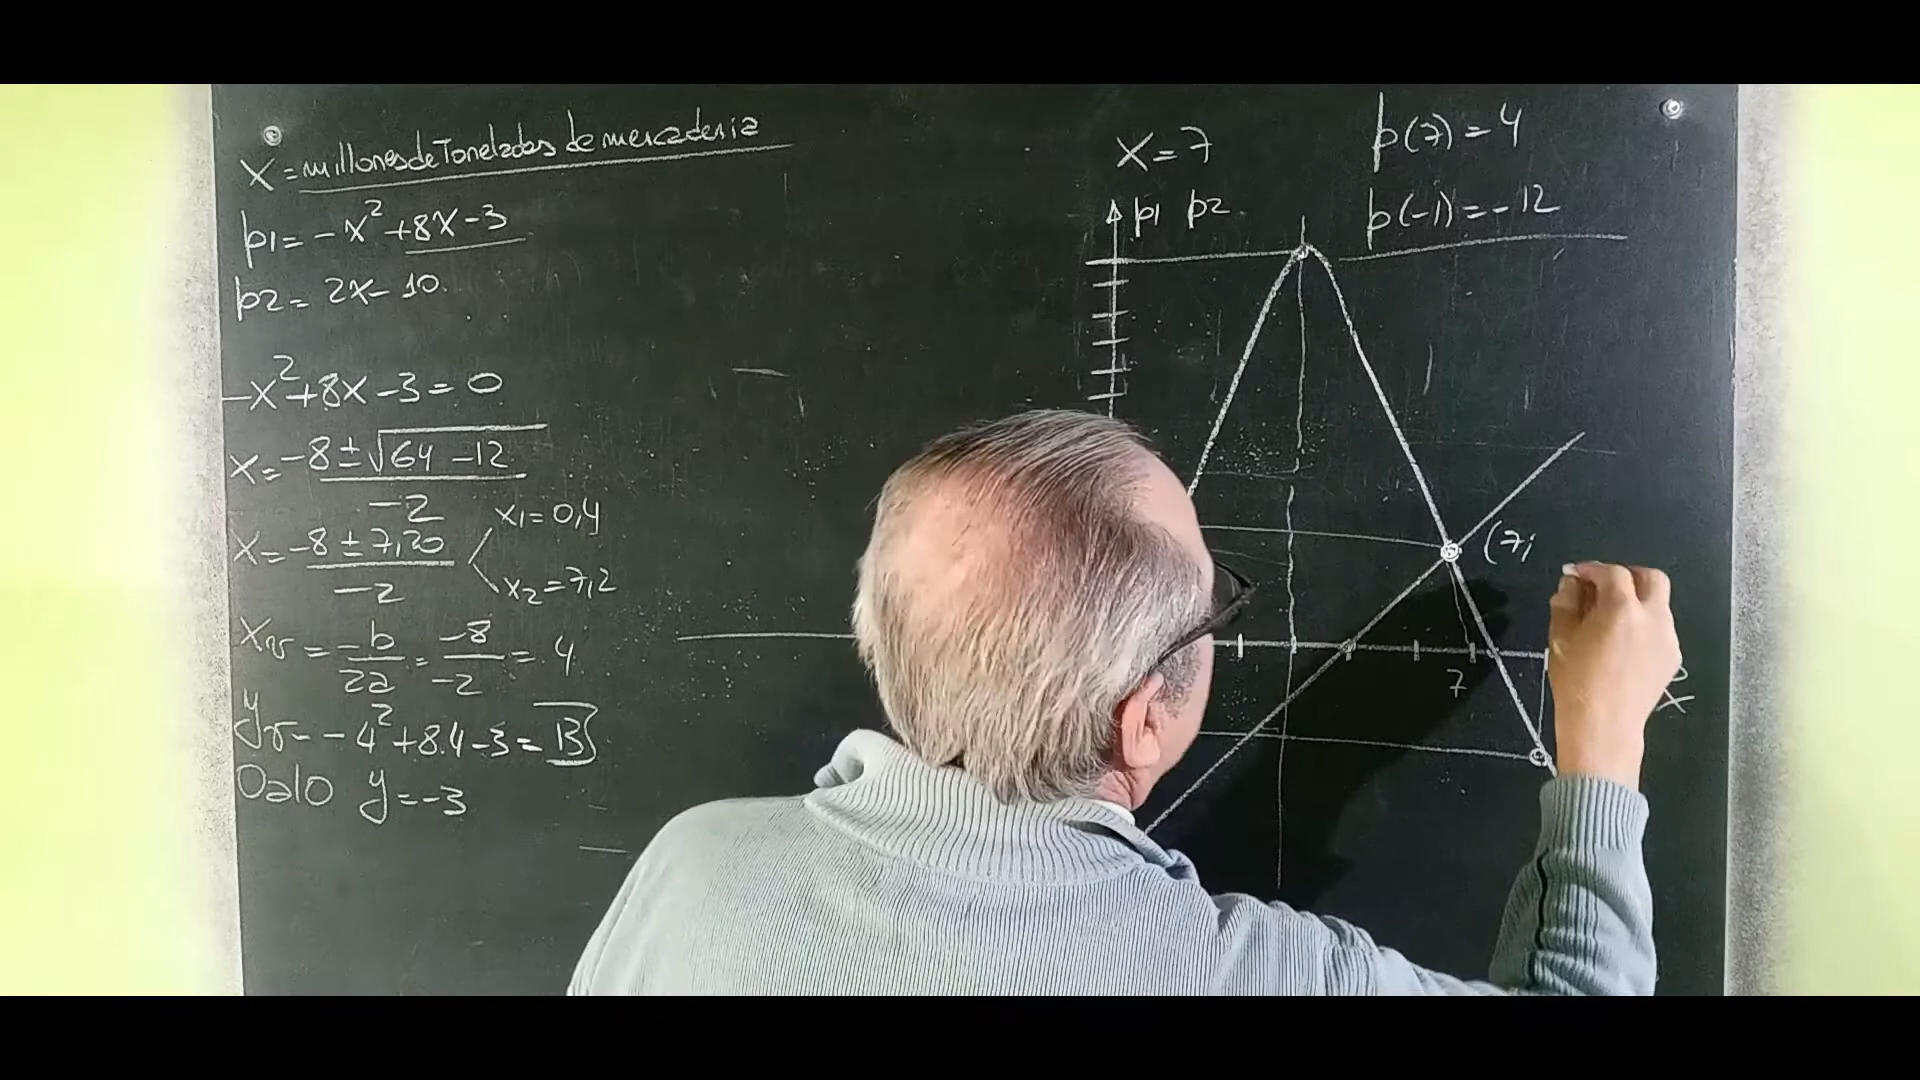 X = millones de Toneladas de mercaderia
p1 = -x²+8x-3
p2 = 2x-10
-x²+8x-3=0
x = -8±√64-12 / -2
x = -8±7,20 / -2
x1=0,4
x2=7,2
xv = -b/2a = -8/-2 = 4
yv = -4²+8.4-3=13
Oalo y=-3
x=7
p(7)=4
p(-1)=-12
p1 p2
(7;
7
x